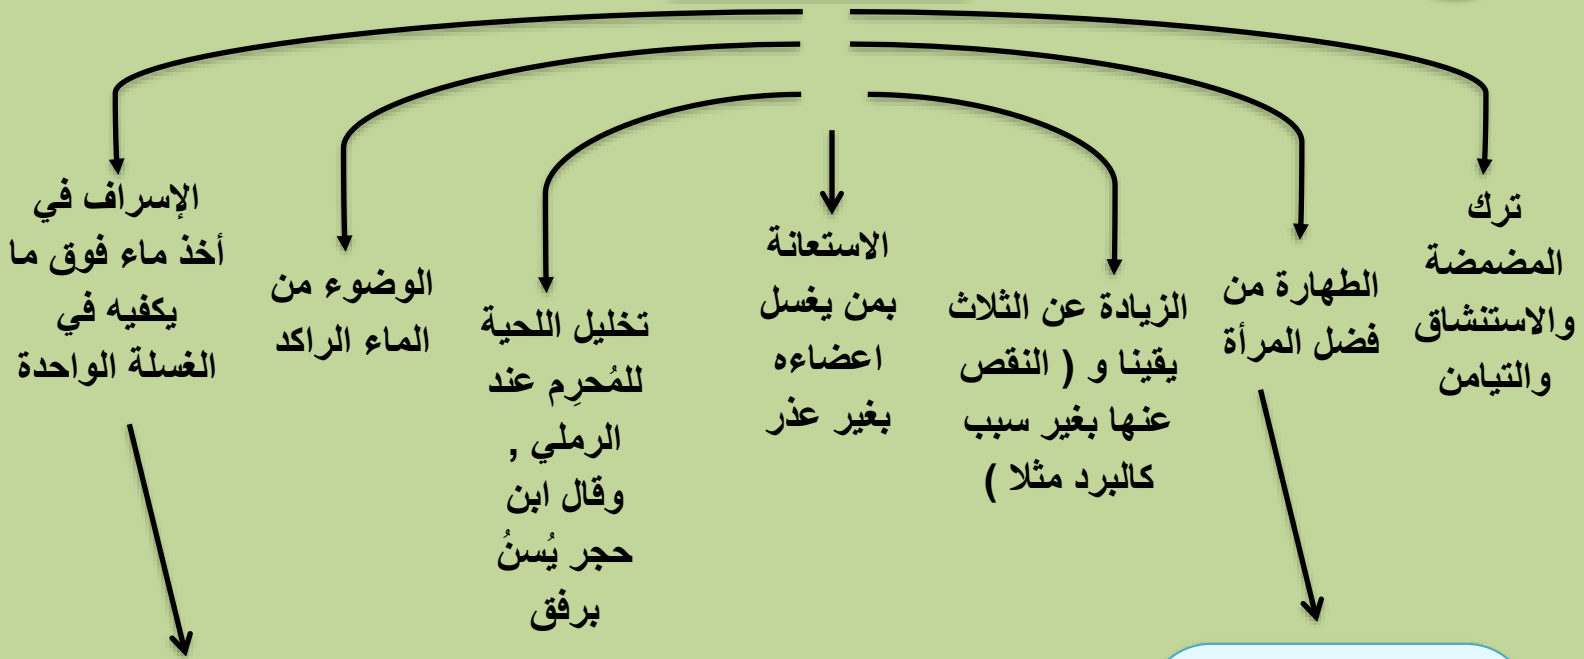 ترك
المضمضة
والاستنشاق
والتيامن
الطهارة من
فضل المرأة
الزيادة عن الثلاث
يقينا و ( النقص
عنها بغير سبب
كالبرد مثلا )
الاستعانة
بمن يغسل
اعضاءه
بغير عذر
تخليل اللحية
للمُحرِم عند
الرملي ,
وقال ابن
حجر يُسنُ
برفق
الوضوء من
الماء الراكد
الإسراف في
أخذ ماء فوق ما
يكفيه في
الغسلة الواحدة